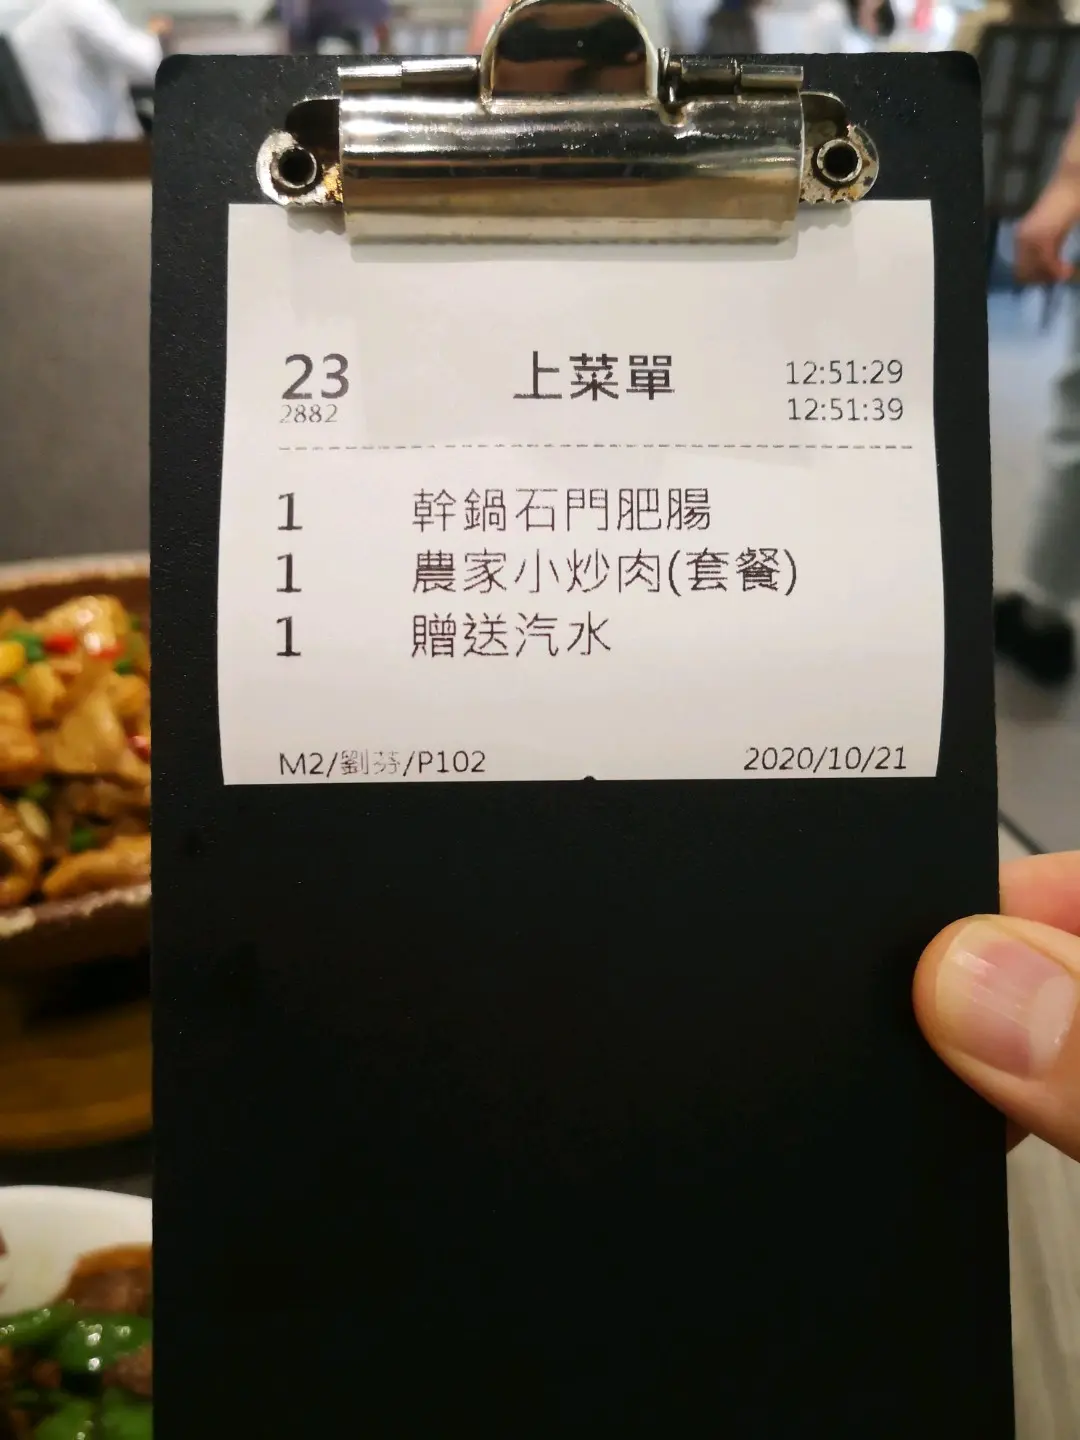 23 上菜單 12:51:29
2882 12:51:39
1 幹鍋石門肥腸
1 農家小炒肉(套餐)
1 贈送汽水
M2/劉芬/P102 2020/10/21